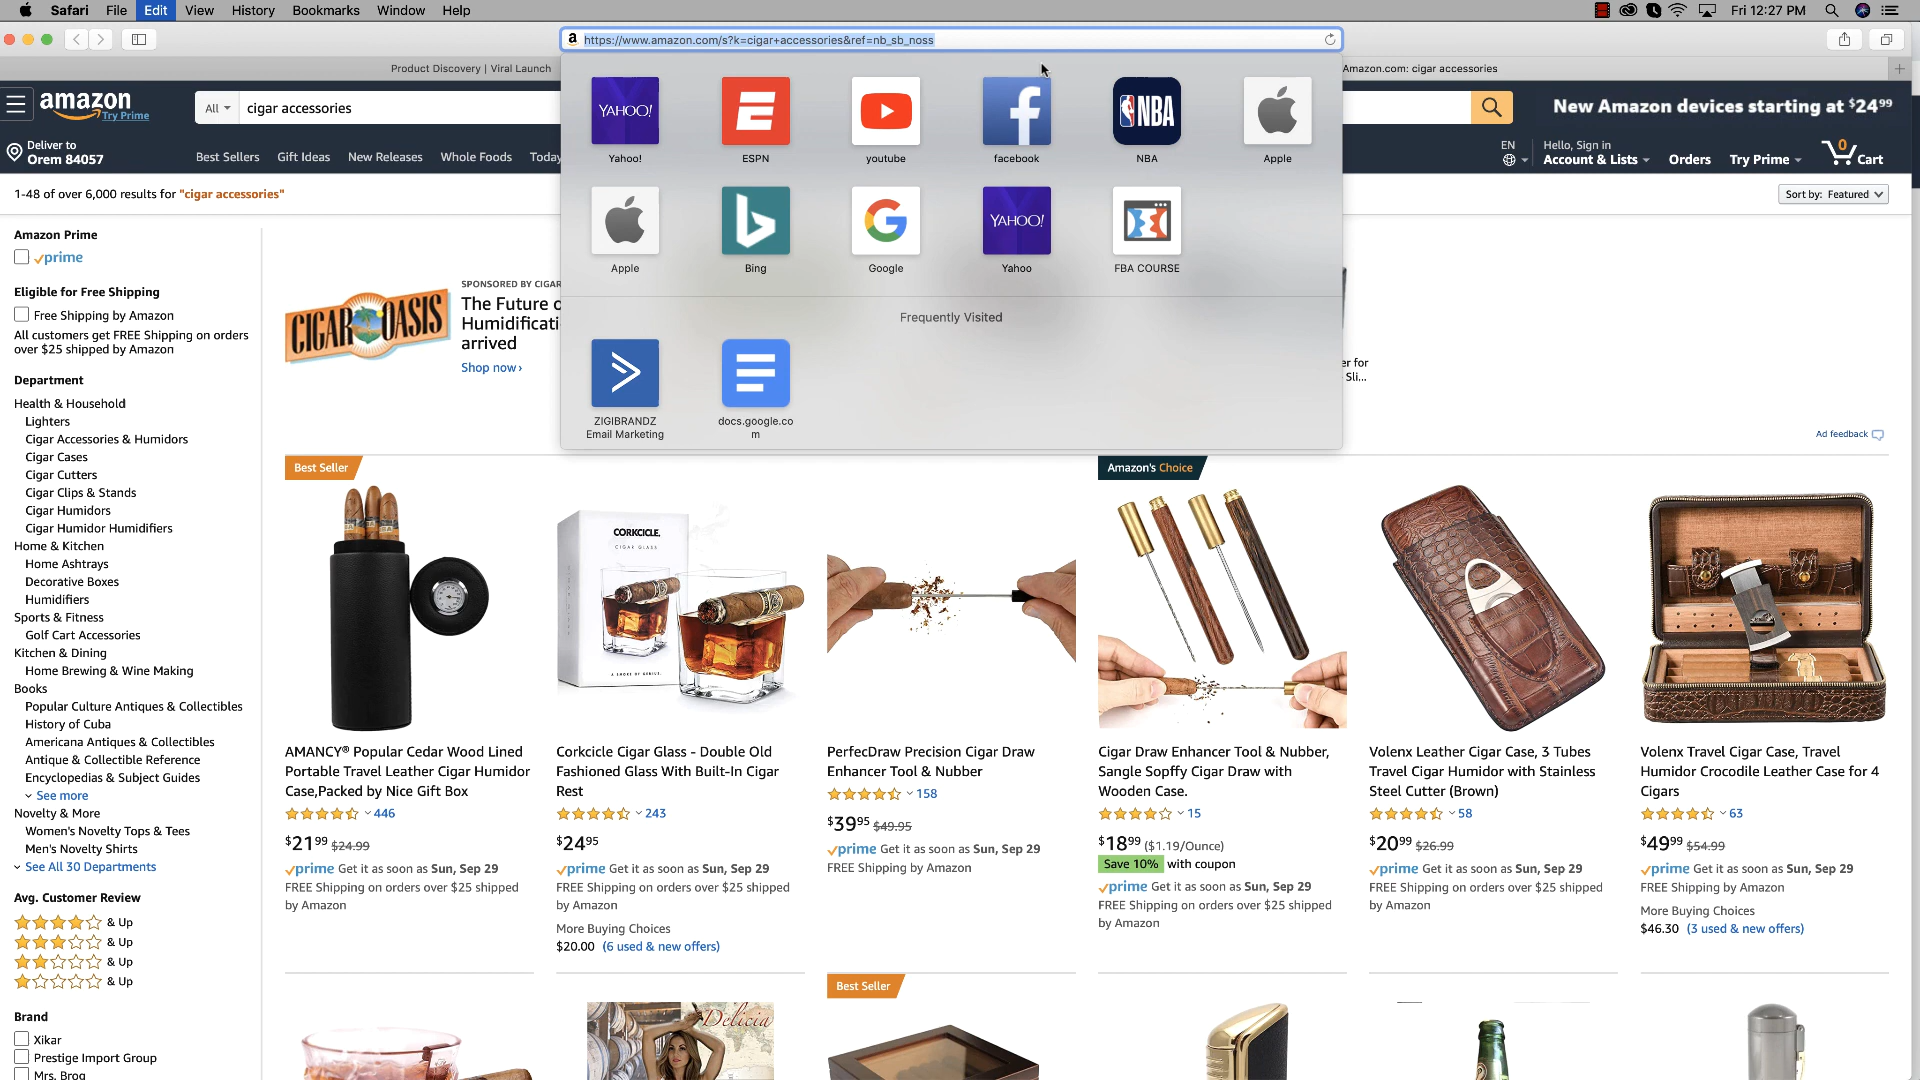 Safari File Edit View History Bookmarks Window Help
Fri 12:27 PM
https://www.amazon.com/s?k=cigar+accessories&ref=nb_sb_noss
Product Discovery | Viral Launch
Amazon.com: cigar accessories
amazon
Try Prime
All
cigar accessories
New Amazon devices starting at $24.99
Deliver to
Orem 84057
Best Sellers Gift Ideas New Releases Whole Foods Today
EN
Hello, Sign in
Account & Lists Orders Try Prime
0
Cart
1-48 of over 6,000 results for "cigar accessories"
Sort by: Featured
YAHOO!
NBA
Yahoo! ESPN youtube facebook NBA Apple
YAHOO!
Apple Bing Google Yahoo FBA COURSE
Frequently Visited
ZIGIBRANDZ
Email Marketing
docs.google.co
m
Amazon Prime
prime
Eligible for Free Shipping
Free Shipping by Amazon
All customers get FREE Shipping on orders
over $25 shipped by Amazon
Department
Health & Household
Lighters
Cigar Accessories & Humidors
Cigar Cases
Cigar Cutters
Cigar Clips & Stands
Cigar Humidors
Cigar Humidor Humidifiers
Home & Kitchen
Home Ashtrays
Decorative Boxes
Humidifiers
Sports & Fitness
Golf Cart Accessories
Kitchen & Dining
Home Brewing & Wine Making
Books
Popular Culture Antiques & Collectibles
History of Cuba
Americana Antiques & Collectibles
Antique & Collectible Reference
Encyclopedias & Subject Guides
See more
Novelty & More
Women's Novelty Tops & Tees
Men's Novelty Shirts
See All 30 Departments
Avg. Customer Review
& Up
& Up
& Up
& Up
Brand
Xikar
Prestige Import Group
Mrs. Brog
CIGAR OASIS
SPONSORED BY CIGAR
The Future o
Humidificati
arrived
Shop now ›
er for
Sli...
Ad feedback
Best Seller
AMANCY® Popular Cedar Wood Lined
Portable Travel Leather Cigar Humidor
Case,Packed by Nice Gift Box
446
$21.99 $24.99
prime Get it as soon as Sun, Sep 29
FREE Shipping on orders over $25 shipped
by Amazon
CORKCICLE.
CIGAR GLASS
Corkcicle Cigar Glass - Double Old
Fashioned Glass With Built-In Cigar
Rest
243
$24.95
prime Get it as soon as Sun, Sep 29
FREE Shipping on orders over $25 shipped
by Amazon
More Buying Choices
$20.00 (6 used & new offers)
PerfecDraw Precision Cigar Draw
Enhancer Tool & Nubber
158
$39.95 $49.95
prime Get it as soon as Sun, Sep 29
FREE Shipping by Amazon
Amazon's Choice
Cigar Draw Enhancer Tool & Nubber,
Sangle Sopffy Cigar Draw with
Wooden Case.
15
$18.99 ($1.19/Ounce)
Save 10% with coupon
prime Get it as soon as Sun, Sep 29
FREE Shipping on orders over $25 shipped
by Amazon
Volenx Leather Cigar Case, 3 Tubes
Travel Cigar Humidor with Stainless
Steel Cutter (Brown)
58
$20.99 $26.99
prime Get it as soon as Sun, Sep 29
FREE Shipping on orders over $25 shipped
by Amazon
Volenx Travel Cigar Case, Travel
Humidor Crocodile Leather Case for 4
Cigars
63
$49.99 $54.99
prime Get it as soon as Sun, Sep 29
FREE Shipping by Amazon
More Buying Choices
$46.30 (3 used & new offers)
Delicia
Best Seller